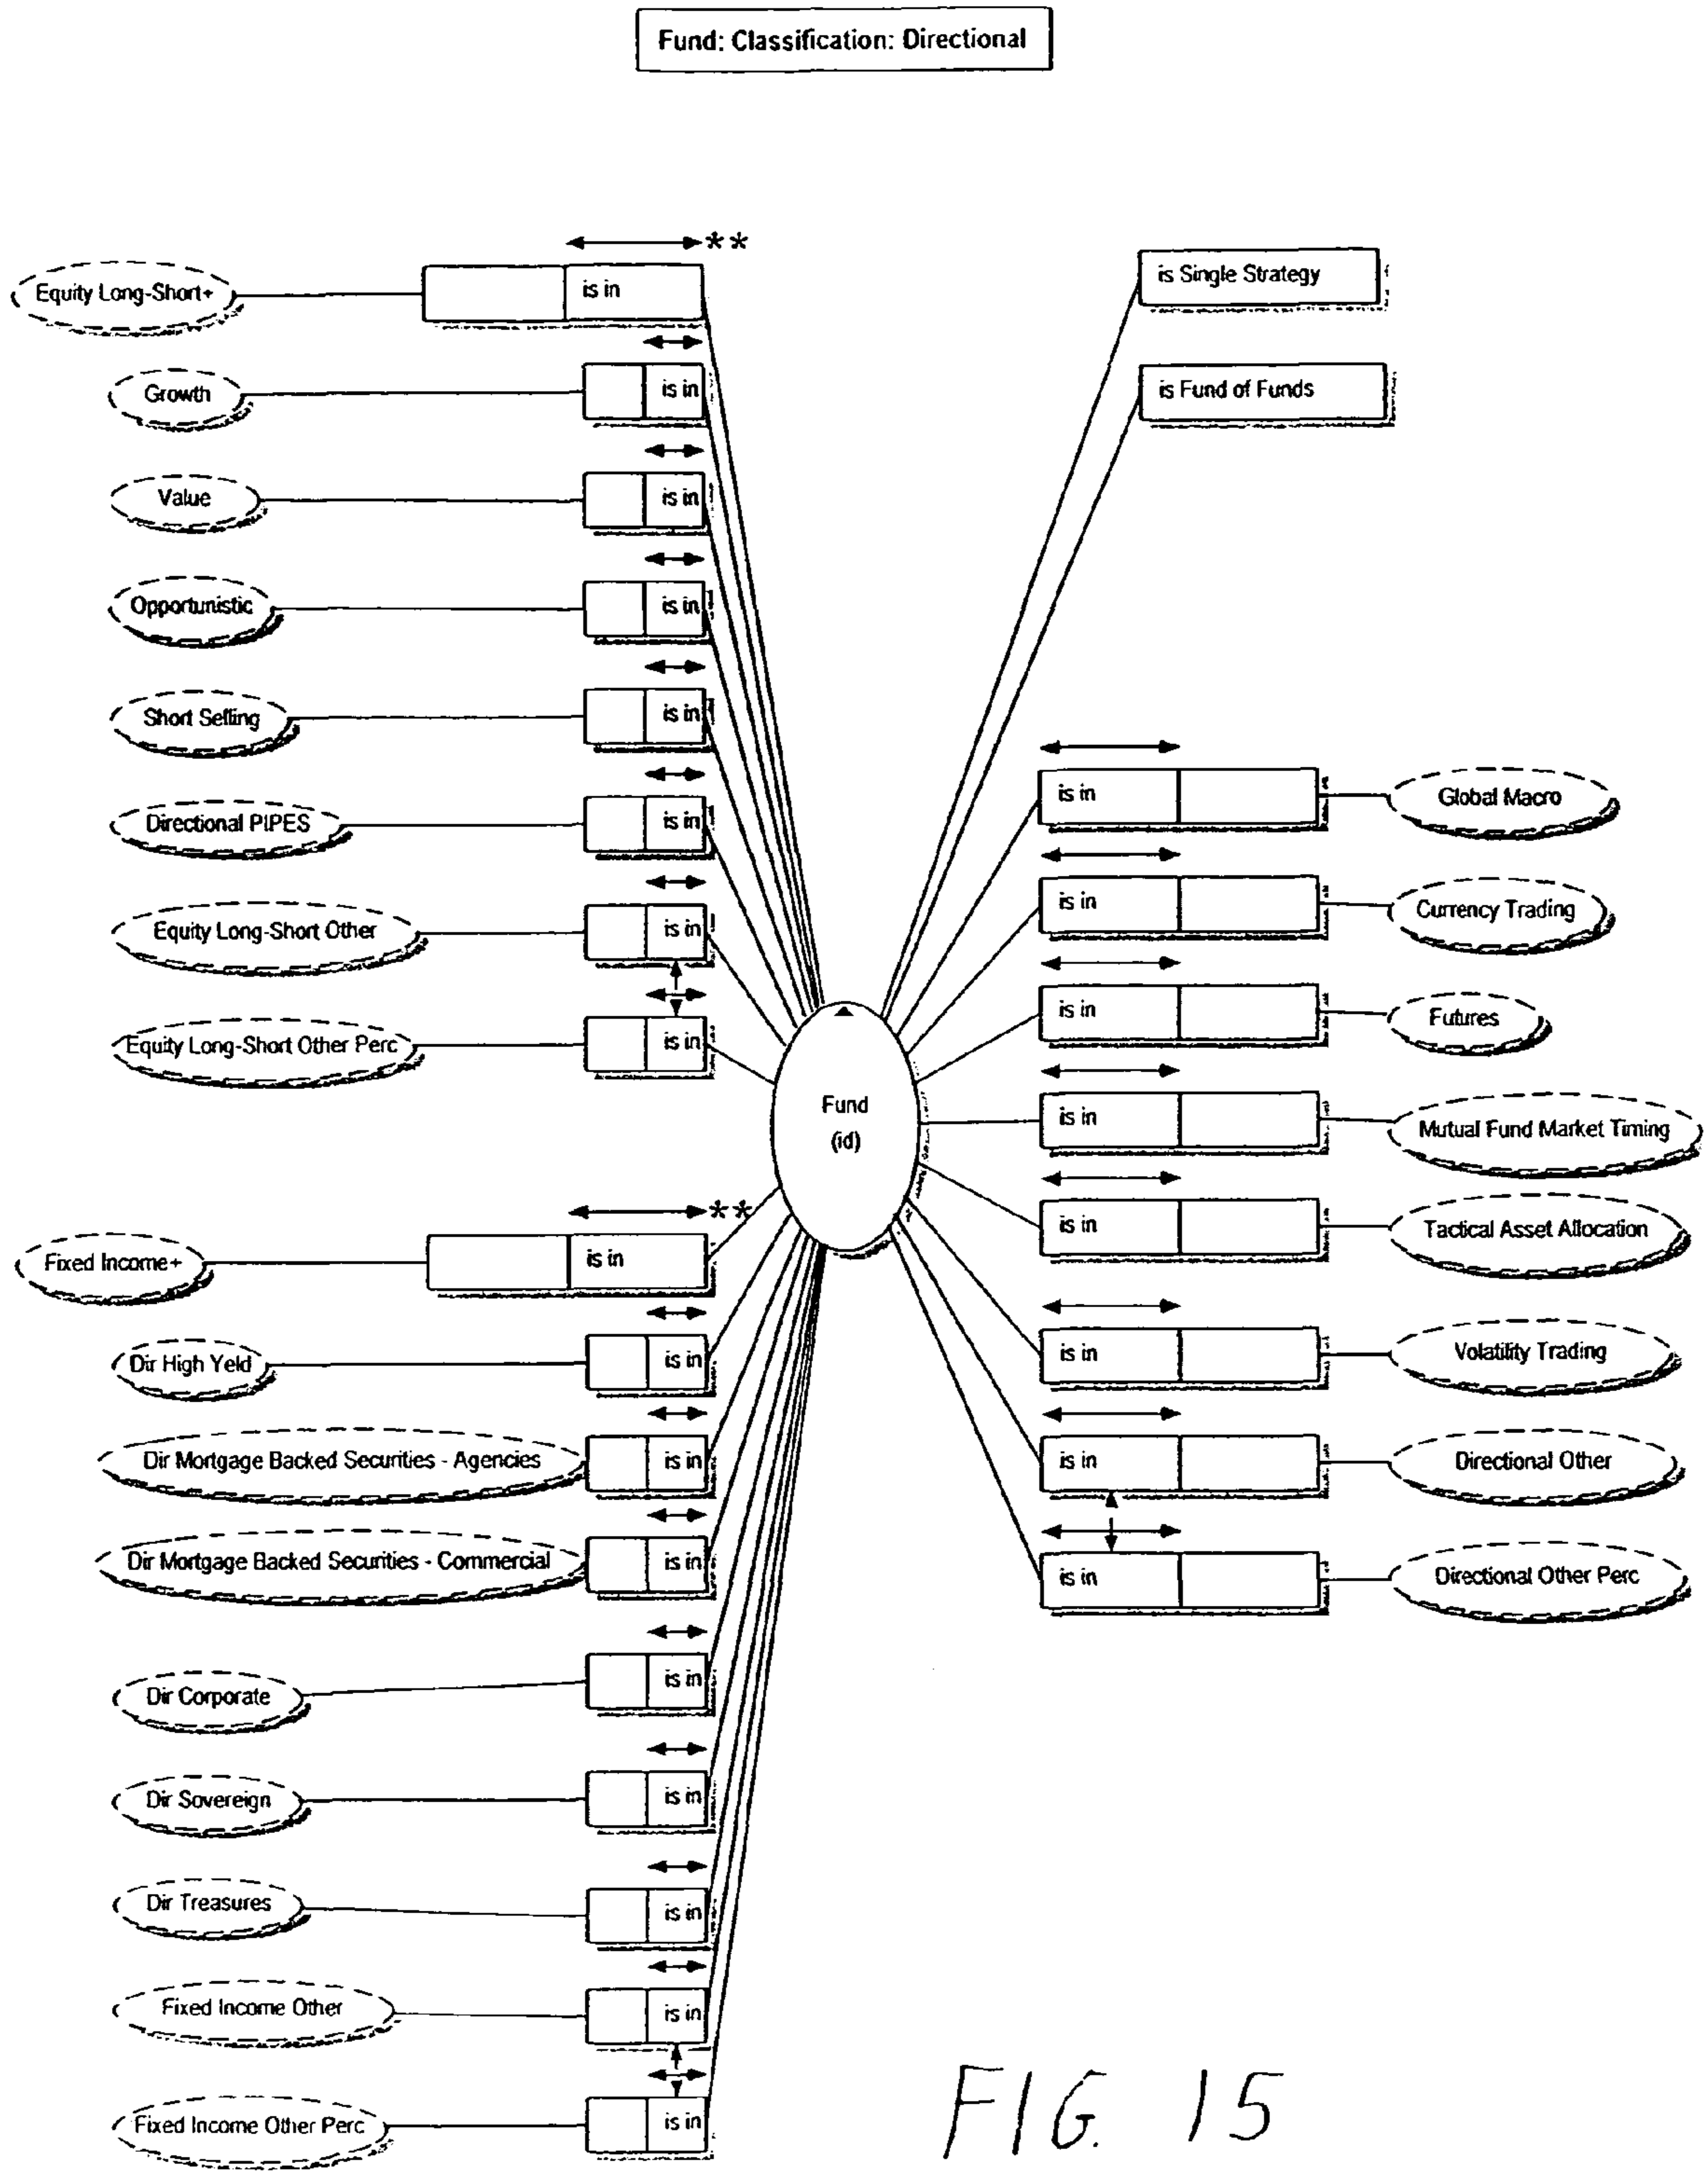 Fund: Classification: Directional
**
Equity Long-Short+
is in
Growth
is in
Value
is in
Opportunistic
is in
Short Selling
is in
Directional PIPES
is in
Equity Long-Short Other
is in
Equity Long-Short Other Perc
is in
**
Fixed Income+
is in
Dir High Yeld
is in
Dir Mortgage Backed Securities - Agencies
is in
Dir Mortgage Backed Securities - Commercial
is in
Dir Corporate
is in
Dir Sovereign
is in
Dir Treasures
is in
Fixed Income Other
is in
Fixed Income Other Perc
is in
Fund
(id)
is Single Strategy
is Fund of Funds
is in
Global Macro
is in
Currency Trading
is in
Futures
is in
Mutual Fund Market Timing
is in
Tactical Asset Allocation
is in
Volatility Trading
is in
Directional Other
is in
Directional Other Perc
FIG. 15